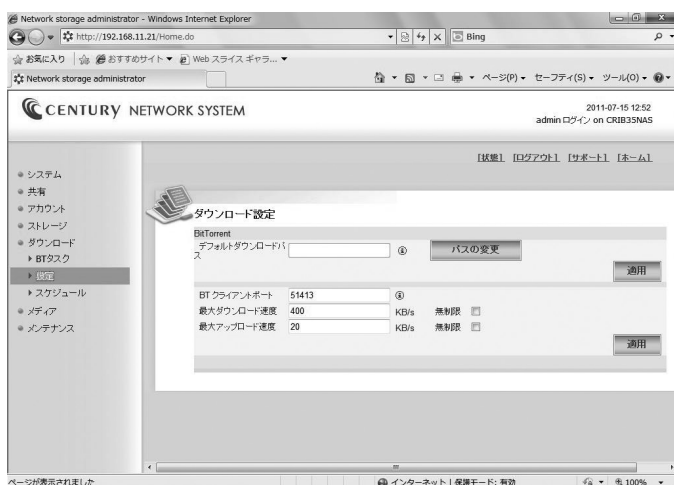 Network storage administrator - Windows Internet Explorer
http://192.168.11.21/Home.do
Bing
お気に入り
おすすめサイト
Web スライス ギャラ...
Network storage administrator
ページ(P)
セーフティ(S)
ツール(O)
CENTURY NETWORK SYSTEM
2011-07-15 12:52
admin ログイン on CRIB35NAS
[状態] [ログアウト] [サポート] [ホーム]
システム
共有
アカウント
ストレージ
ダウンロード
BTタスク
設定
スケジュール
メディア
メンテナンス
ダウンロード設定
BitTorrent
デフォルトダウンロードパ
ス
パスの変更
適用
BT クライアントポート 51413
最大ダウンロード速度 400 KB/s 無制限
最大アップロード速度 20 KB/s 無制限
適用
ページが表示されました
インターネット | 保護モード: 有効
100%